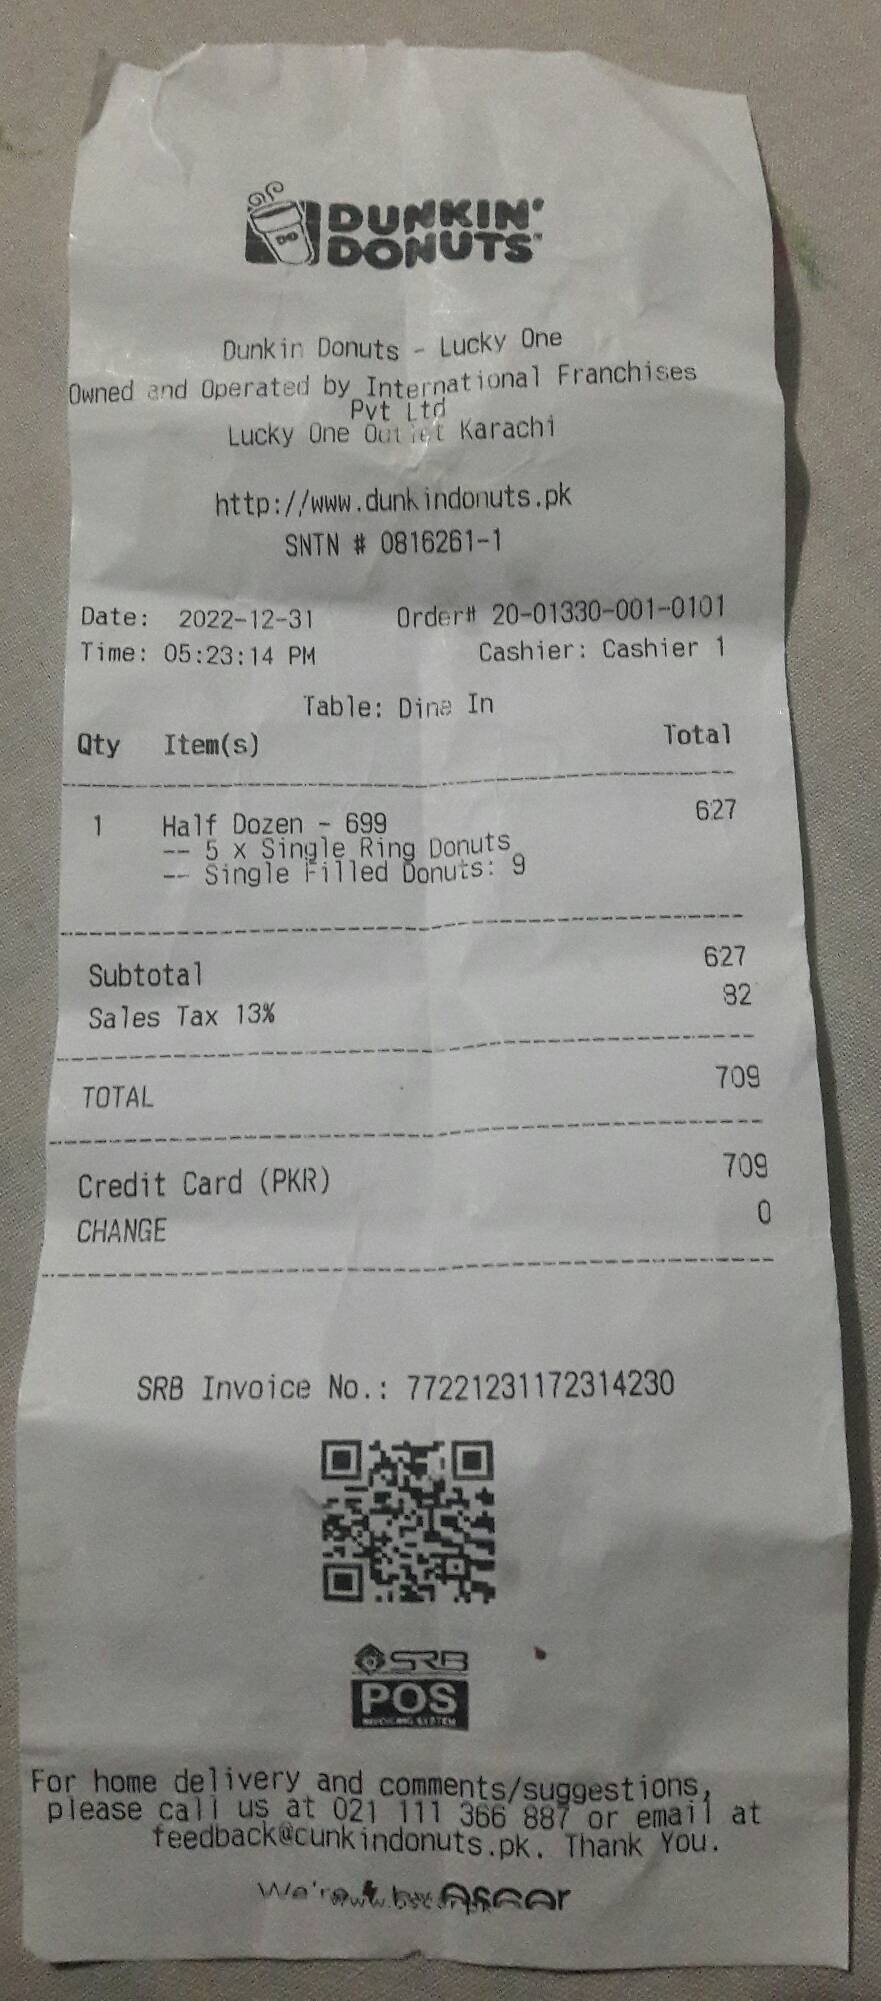 DUNKIN'
DONUTS
Dunkin Donuts - Lucky One
Owned and Operated by International Franchises
Pvt Ltd
Lucky One Outlet Karachi
http://www.dunkindonuts.pk
SNTN # 0816261-1
Date: 2022-12-31 Order# 20-01330-001-0101
Time: 05:23:14 PM Cashier: Cashier 1
Table: Dine In
Qty Item(s) Total
1 Half Dozen - 699 627
-- 5 x Single Ring Donuts
-- Single Filled Donuts: 9
Subtotal 627
Sales Tax 13% 82
TOTAL 709
Credit Card (PKR) 709
CHANGE 0
SRB Invoice No.: 77221231172314230
SRB
POS
INVOICING SYSTEM
For home delivery and comments/suggestions,
please call us at 021 111 366 887 or email at
feedback@cunkindonuts.pk. Thank You.
We're by